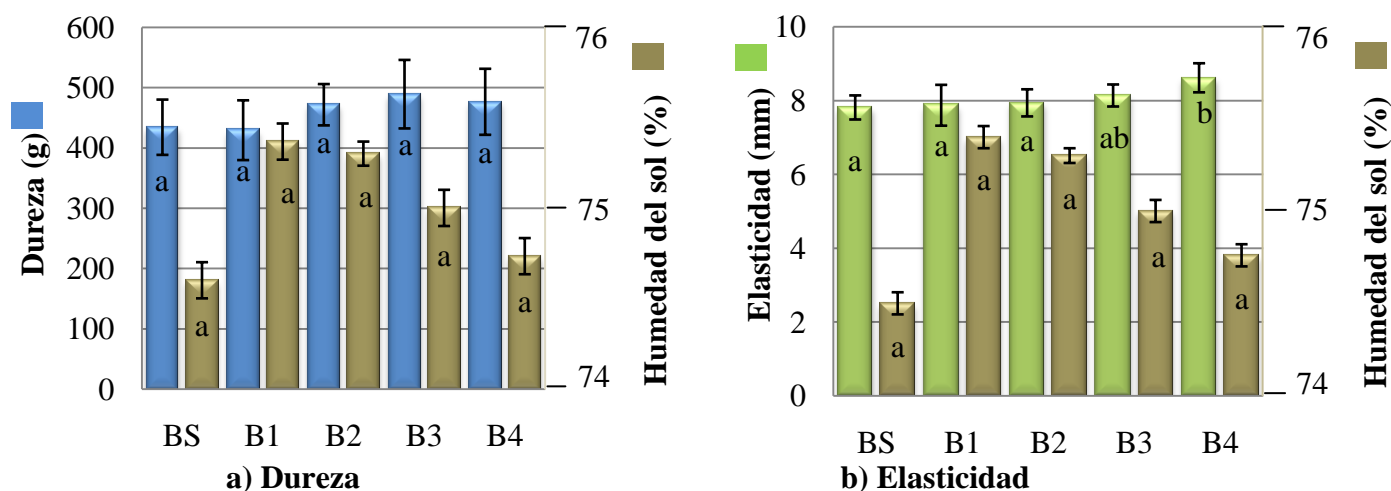 600
500
400
300
200
100
0
Dureza (g)
a
a
a
a
a
a
a
a
a
a
76
75
74
Humedad del sol (%)
BS B1 B2 B3 B4
a) Dureza
10
8
6
4
2
0
Elasticidad (mm)
a
a
a
ab
b
a
a
a
a
a
76
75
74
Humedad del sol (%)
BS B1 B2 B3 B4
b) Elasticidad